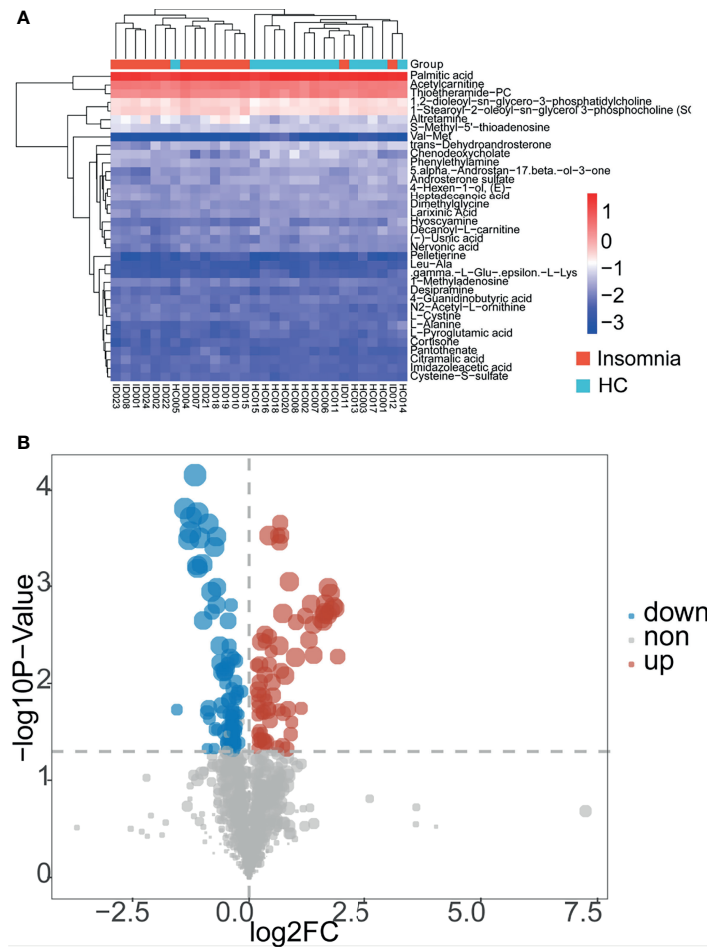 A
Group
Palmitic acid
Acetylcarnitine
Thioetheramide-PC
1,2-dioleoyl-sn-glycero-3-phosphatidylcholine
1-Stearoyl-2-oleoyl-sn-glycerol 3-phosphocholine (SO
Altretamine
S-Methyl-5'-thioadenosine
Val-Met
trans-Dehydroandrosterone
Chenodeoxycholate
Phenylethylamine
5.alpha.-Androstan-17.beta.-ol-3-one
Androsterone sulfate
4-Hexen-1-ol, (E)-
Heptadecanoic acid
Dimethylglycine
Larixinic Acid
Hyoscyamine
Decanoyl-L-carnitine
(-)-Usnic acid
Nervonic acid
Pelletierine
Leu-Ala
.gamma.-L-Glu-.epsilon.-L-Lys
1-Methyladenosine
Desipramine
4-Guanidinobutyric acid
N2-Acetyl-L-ornithine
L-Cystine
L-Alanine
L-Pyroglutamic acid
Cortisone
Pantothenate
Citramalic acid
Imidazoleacetic acid
Cysteine-S-sulfate
1
0
−1
−2
−3
Insomnia
HC
ID023 ID008 ID001 ID024 ID002 ID022 HC005 ID004 ID007 ID021 ID018 ID019 ID010 ID015 HC015 HC016 HC018 HC020 HC008 HC002 HC007 HC006 HC011 ID011 HC013 HC003 HC017 HC001 ID012 HC014
B
4
3
2
1
0
−log10P−Value
−2.5 0.0 2.5 5.0 7.5
log2FC
down
non
up